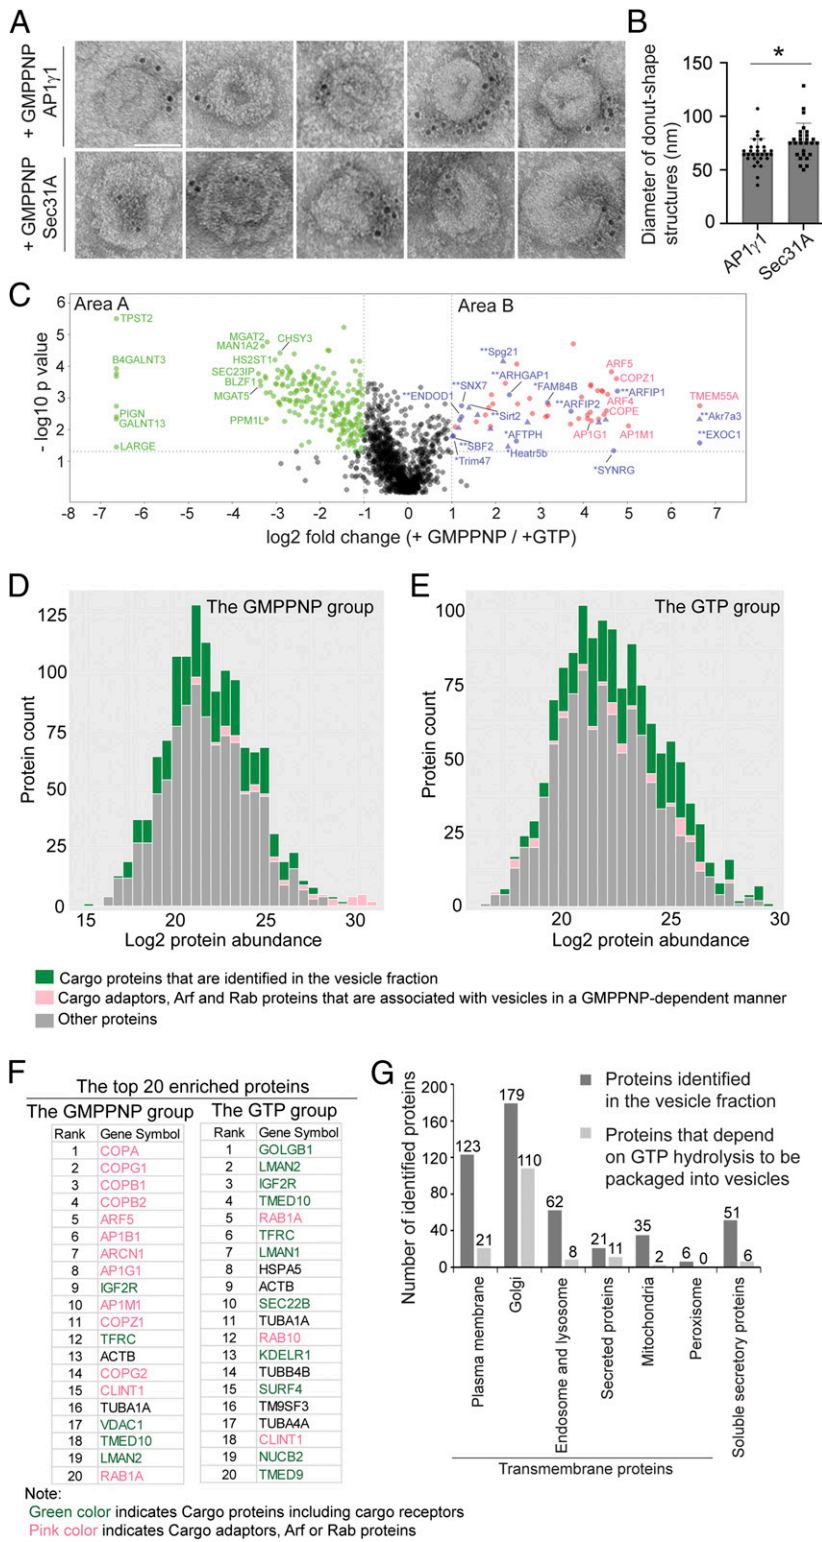 A
+ GMPPNP
AP1γ1
+ GMPPNP
Sec31A
B
*
Diameter of donut-shape
structures (nm)
150
100
50
0
AP1γ1
Sec31A
C
Area A
Area B
- log10 p value
6
5
4
3
2
1
TPST2
B4GALNT3
PIGN
GALNT13
LARGE
MGAT2
MAN1A2
CHSY3
HS2ST1
SEC23IP
BLZF1
MGAT5
PPM1L
**Spg21
**ARHGAP1
**SNX7
**ENDOD1
**FAM84B
**Sirt2
**ARFIP2
*AFTPH
**SBF2
*Heatr5b
*Trim47
ARF5
COPZ1
**ARFIP1
ARF4
COPE
AP1G1
AP1M1
TMEM55A
**Akr7a3
**EXOC1
*SYNRG
-8 -7 -6 -5 -4 -3 -2 -1 0 1 2 3 4 5 6 7
log2 fold change (+ GMPPNP / +GTP)
D
The GMPPNP group
Protein count
125
100
75
50
25
0
15 20 25 30
Log2 protein abundance
E
The GTP group
Protein count
100
75
50
25
0
20 25 30
Log2 protein abundance
Cargo proteins that are identified in the vesicle fraction
Cargo adaptors, Arf and Rab proteins that are associated with vesicles in a GMPPNP-dependent manner
Other proteins
F
The top 20 enriched proteins
The GMPPNP group
Rank Gene Symbol
1 COPA
2 COPG1
3 COPB1
4 COPB2
5 ARF5
6 AP1B1
7 ARCN1
8 AP1G1
9 IGF2R
10 AP1M1
11 COPZ1
12 TFRC
13 ACTB
14 COPG2
15 CLINT1
16 TUBA1A
17 VDAC1
18 TMED10
19 LMAN2
20 RAB1A
The GTP group
Rank Gene Symbol
1 GOLGB1
2 LMAN2
3 IGF2R
4 TMED10
5 RAB1A
6 TFRC
7 LMAN1
8 HSPA5
9 ACTB
10 SEC22B
11 TUBA1A
12 RAB10
13 KDELR1
14 TUBB4B
15 SURF4
16 TM9SF3
17 TUBA4A
18 CLINT1
19 NUCB2
20 TMED9
Note:
Green color indicates Cargo proteins including cargo receptors
Pink color indicates Cargo adaptors, Arf or Rab proteins
G
Number of identified proteins
200
160
120
80
40
0
Proteins identified
in the vesicle fraction
Proteins that depend
on GTP hydrolysis to be
packaged into vesicles
123 21
179 110
62 8
21 11
35 2
6 0
51 6
Plasma membrane
Golgi
Endosome and lysosome
Secreted proteins
Mitochondria
Peroxisome
Soluble secretory proteins
Transmembrane proteins